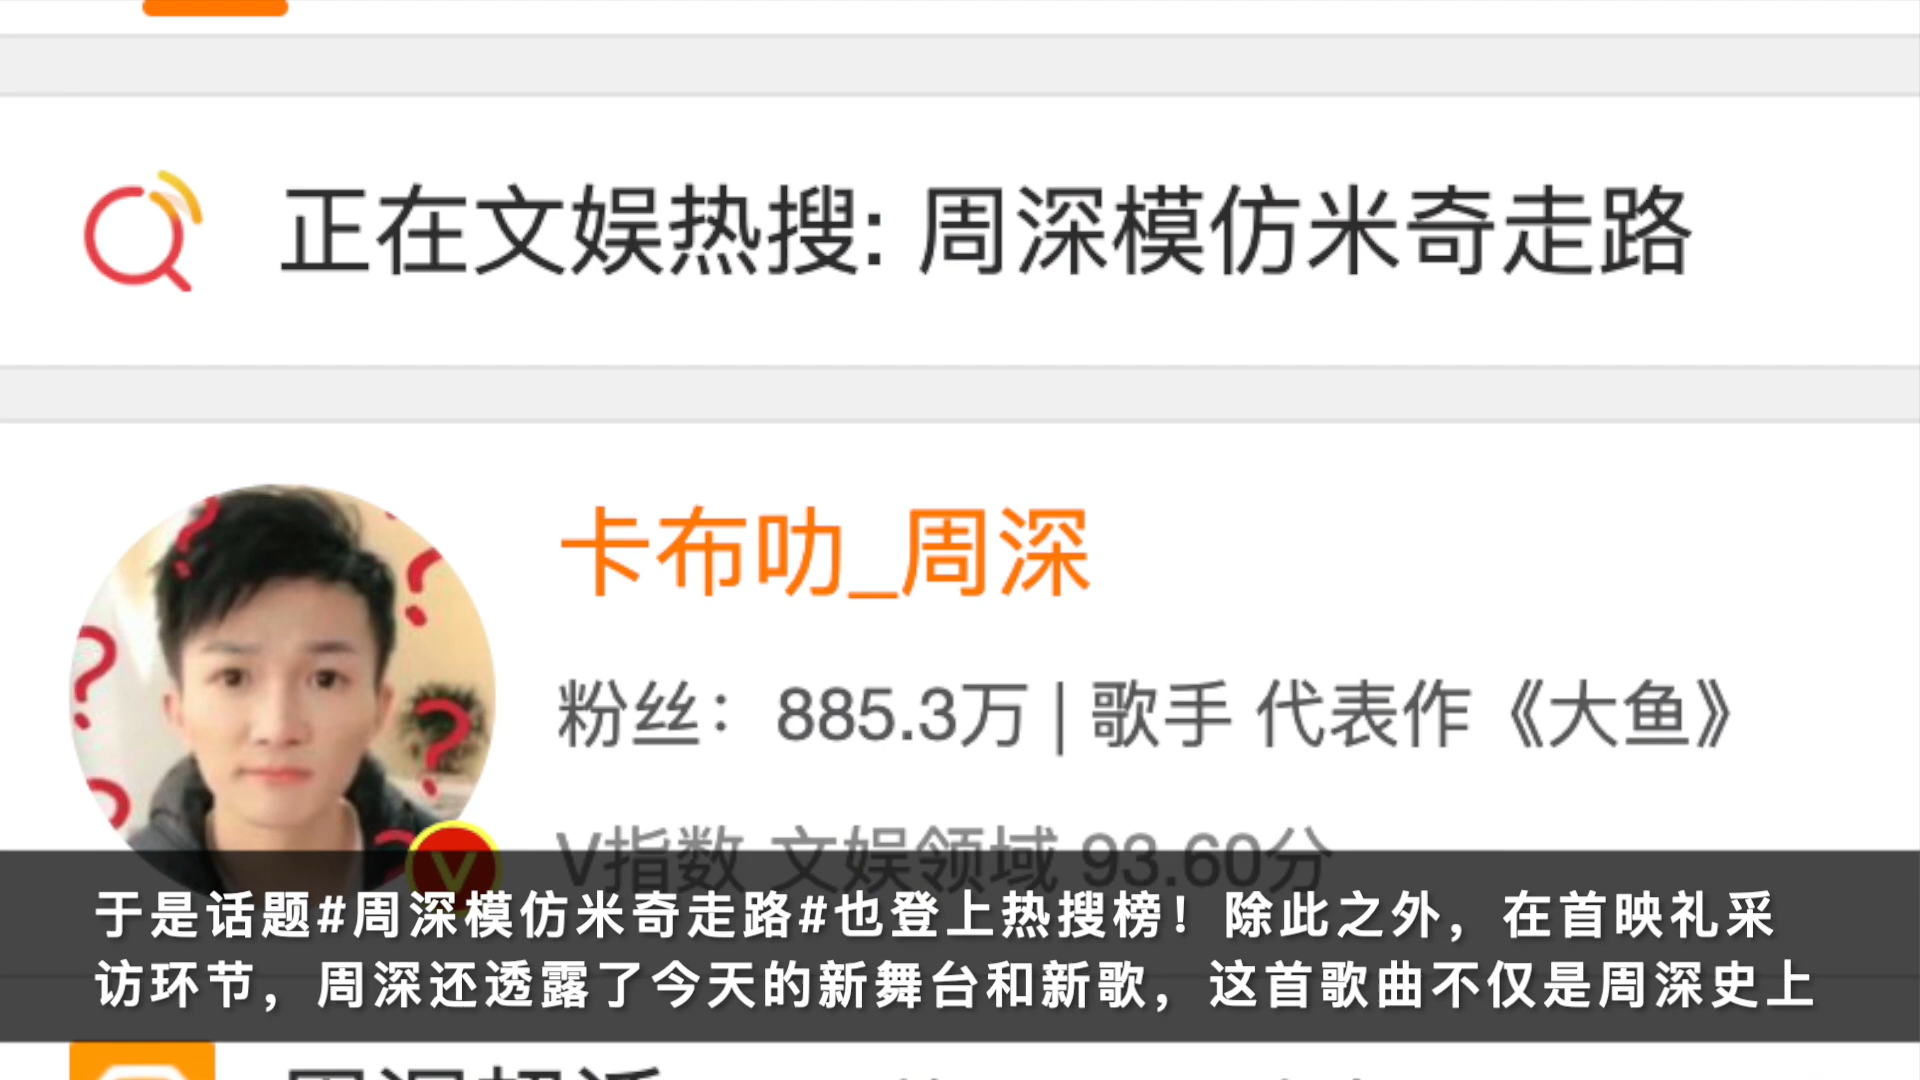 正在文娱热搜: 周深模仿米奇走路
卡布叻_周深
粉丝：885.3万 | 歌手 代表作《大鱼》
V指数 文娱领域 93.60分
于是话题#周深模仿米奇走路#也登上热搜榜！除此之外，在首映礼采
访环节，周深还透露了今天的新舞台和新歌，这首歌曲不仅是周深史上
周深超话